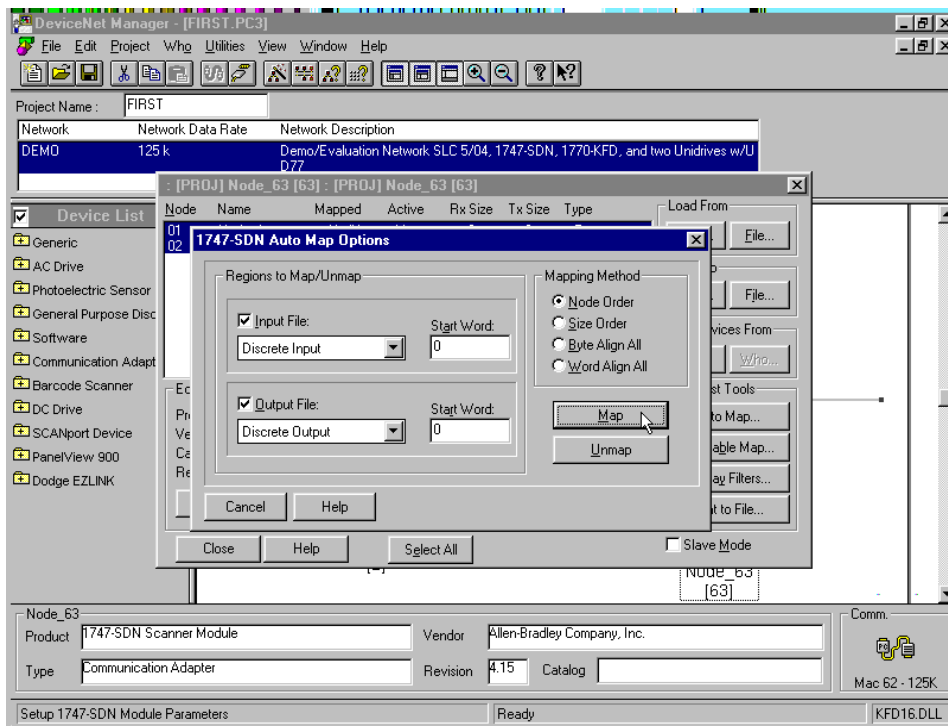 DeviceNet Manager - [FIRST.PC3]
File Edit Project Who Utilities View Window Help
Project Name : FIRST
Network Network Data Rate Network Description
DEMO 125 k Demo/Evaluation Network SLC 5/04, 1747-SDN, 1770-KFD, and two Unidrives w/U
D77
: [PROJ] Node_63 [63] : [PROJ] Node_63 [63]
Device List
Generic
AC Drive
Photoelectric Sensor
General Purpose Disc
Software
Communication Adapt
Barcode Scanner
DC Drive
SCANport Device
PanelView 900
Dodge EZLINK
Node Name Mapped Active Rx Size Tx Size Type
01
02
Load From
File...
File...
vices From
Who...
st Tools
to Map...
able Map...
ay Filters...
t to File...
1747-SDN Auto Map Options
Regions to Map/Unmap
Input File: Start Word:
Discrete Input 0
Output File: Start Word:
Discrete Output 0
Mapping Method
Node Order
Size Order
Byte Align All
Word Align All
Map
Unmap
Cancel Help
Ed
Pr
Ve
Ca
Re
Close Help Select All Slave Mode
Node_63
[63]
Node_63
Product 1747-SDN Scanner Module Vendor Allen-Bradley Company, Inc.
Type Communication Adapter Revision 4.15 Catalog
Comm.
Mac 62 - 125K
Setup 1747-SDN Module Parameters Ready KFD16.DLL